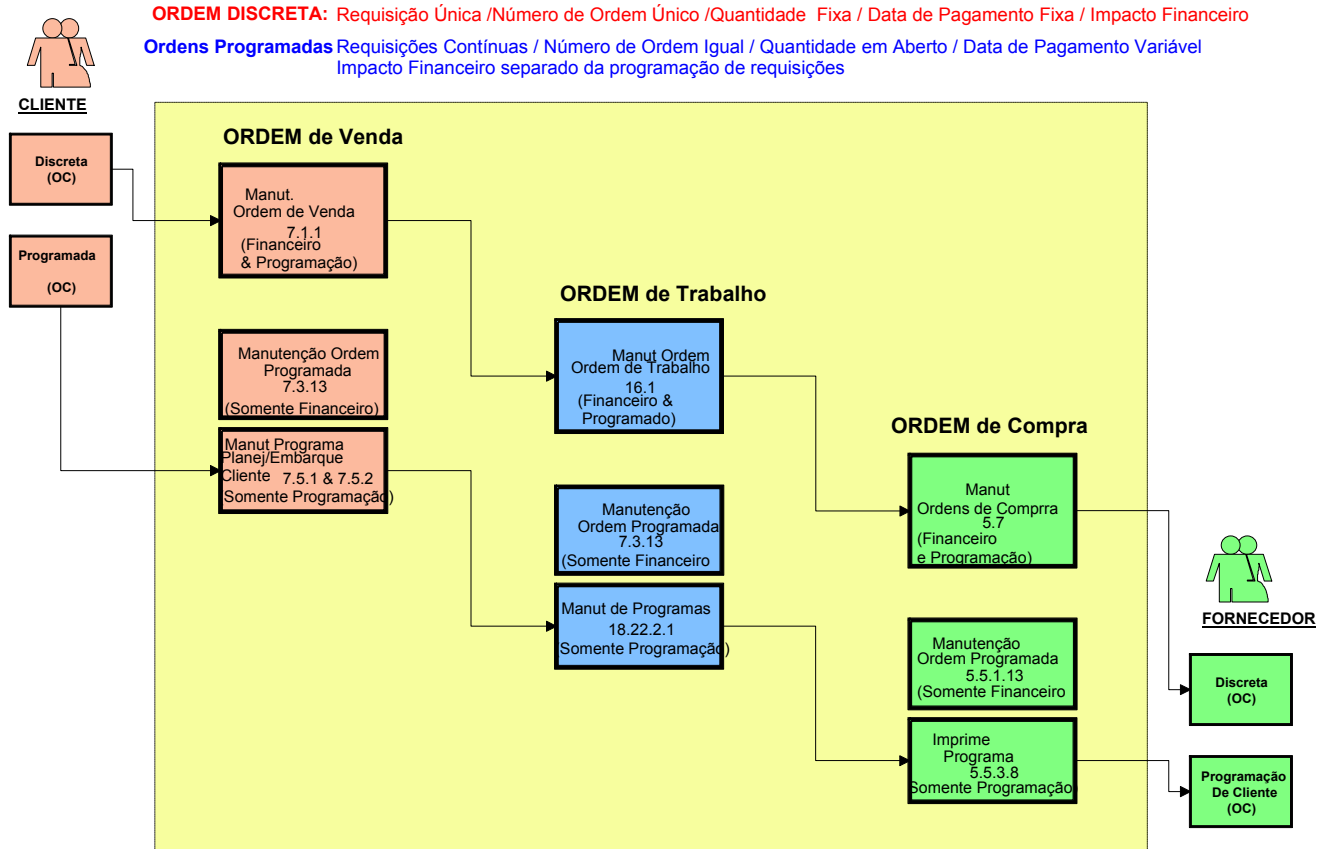 ORDEM DISCRETA: Requisição Única /Número de Ordem Único /Quantidade Fixa / Data de Pagamento Fixa / Impacto Financeiro
Ordens Programadas Requisições Contínuas / Número de Ordem Igual / Quantidade em Aberto / Data de Pagamento Variável
Impacto Financeiro separado da programação de requisições
CLIENTE
Discreta
(OC)
Programada
(OC)
ORDEM de Venda
Manut.
Ordem de Venda
7.1.1
(Financeiro
& Programação)
Manutenção Ordem
Programada
7.3.13
(Somente Financeiro)
Manut Programa
Planej/Embarque
Cliente 7.5.1 & 7.5.2
Somente Programação)
ORDEM de Trabalho
Manut Ordem
Ordem de Trabalho
16.1
(Financeiro &
Programado)
Manutenção
Ordem Programada
7.3.13
(Somente Financeiro
Manut de Programas
18.22.2.1
Somente Programação)
ORDEM de Compra
Manut
Ordens de Comprra
5.7
(Financeiro
e Programação)
Manutenção
Ordem Programada
5.5.1.13
(Somente Financeiro
Imprime
Programa
5.5.3.8
Somente Programação)
FORNECEDOR
Discreta
(OC)
Programação
De Cliente
(OC)